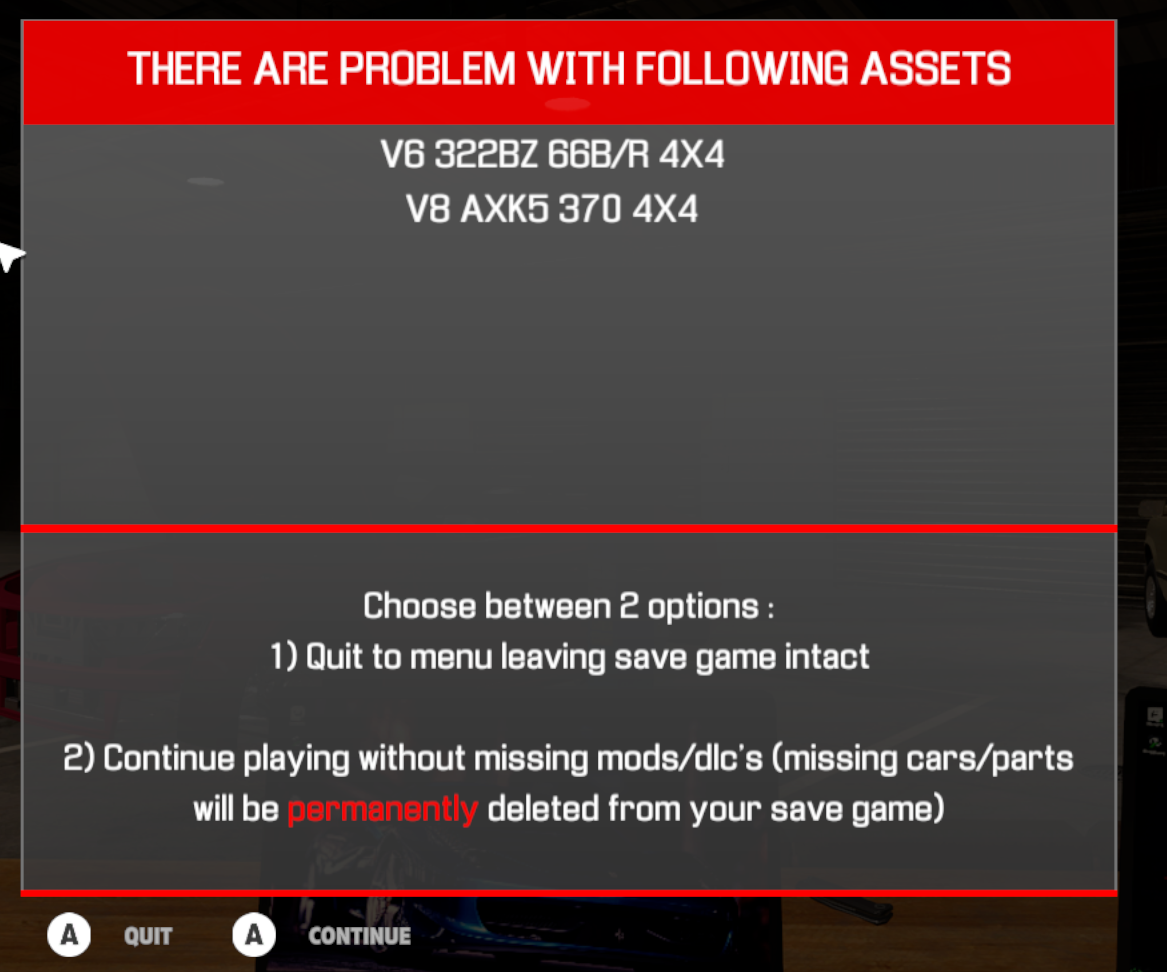 THERE ARE PROBLEM WITH FOLLOWING ASSETS
V6 322BZ 66B/R 4X4
V8 AXK5 370 4X4
Choose between 2 options :
1) Quit to menu leaving save game intact
2) Continue playing without missing mods/dlc's (missing cars/parts
will be permanently deleted from your save game)
A QUIT A CONTINUE